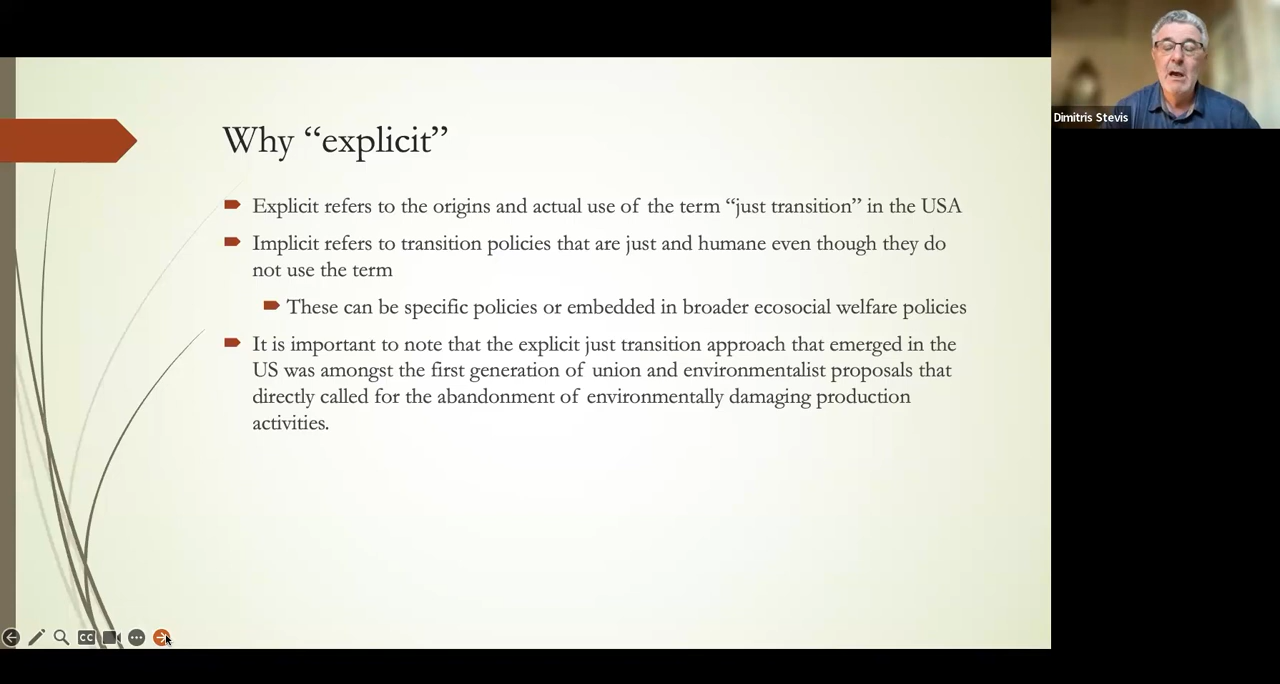 Why “explicit”
Explicit refers to the origins and actual use of the term “just transition” in the USA
Implicit refers to transition policies that are just and humane even though they do
not use the term
These can be specific policies or embedded in broader ecosocial welfare policies
It is important to note that the explicit just transition approach that emerged in the
US was amongst the first generation of union and environmentalist proposals that
directly called for the abandonment of environmentally damaging production
activities.
Dimitris Stevis
CC